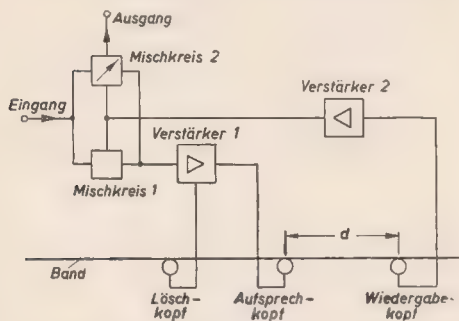 Ausgang
Mischkreis 2
Eingang
Verstärker 2
Verstärker 1
Mischkreis 1
d
Band
Lösch-
kopf
Aufsprech-
kopf
Wiedergabe-
kopf